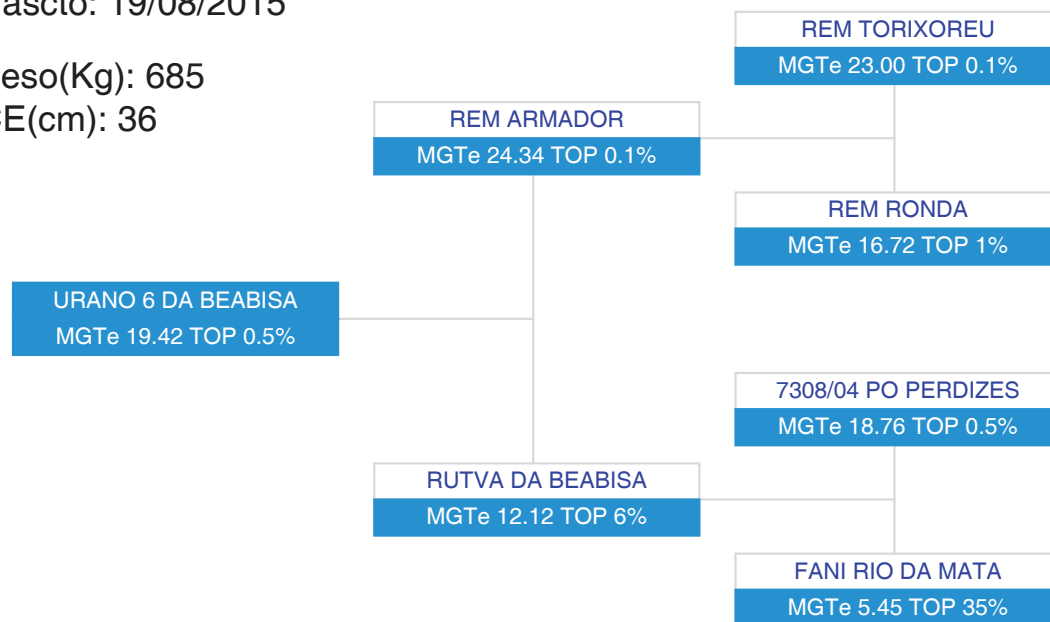 ascto: 19/08/2015
eso(Kg): 685
CE(cm): 36
REM TORIXOREU
MGTe 23.00 TOP 0.1%
REM ARMADOR
MGTe 24.34 TOP 0.1%
REM RONDA
MGTe 16.72 TOP 1%
URANO 6 DA BEABISA
MGTe 19.42 TOP 0.5%
7308/04 PO PERDIZES
MGTe 18.76 TOP 0.5%
RUTVA DA BEABISA
MGTe 12.12 TOP 6%
FANI RIO DA MATA
MGTe 5.45 TOP 35%